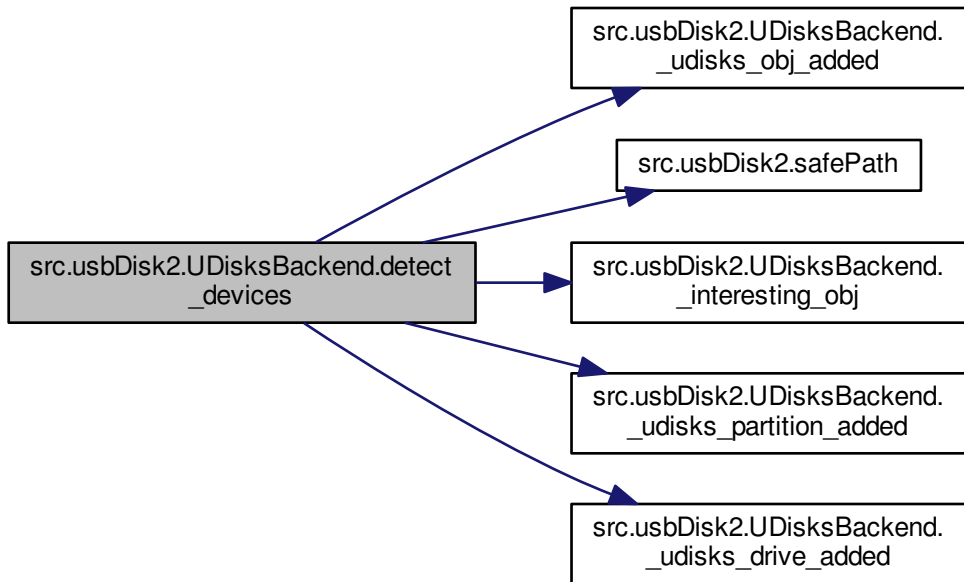 src.usbDisk2.UDisksBackend.
_udisks_obj_added
src.usbDisk2.safePath
src.usbDisk2.UDisksBackend.detect
_devices
src.usbDisk2.UDisksBackend.
_interesting_obj
src.usbDisk2.UDisksBackend.
_udisks_partition_added
src.usbDisk2.UDisksBackend.
_udisks_drive_added